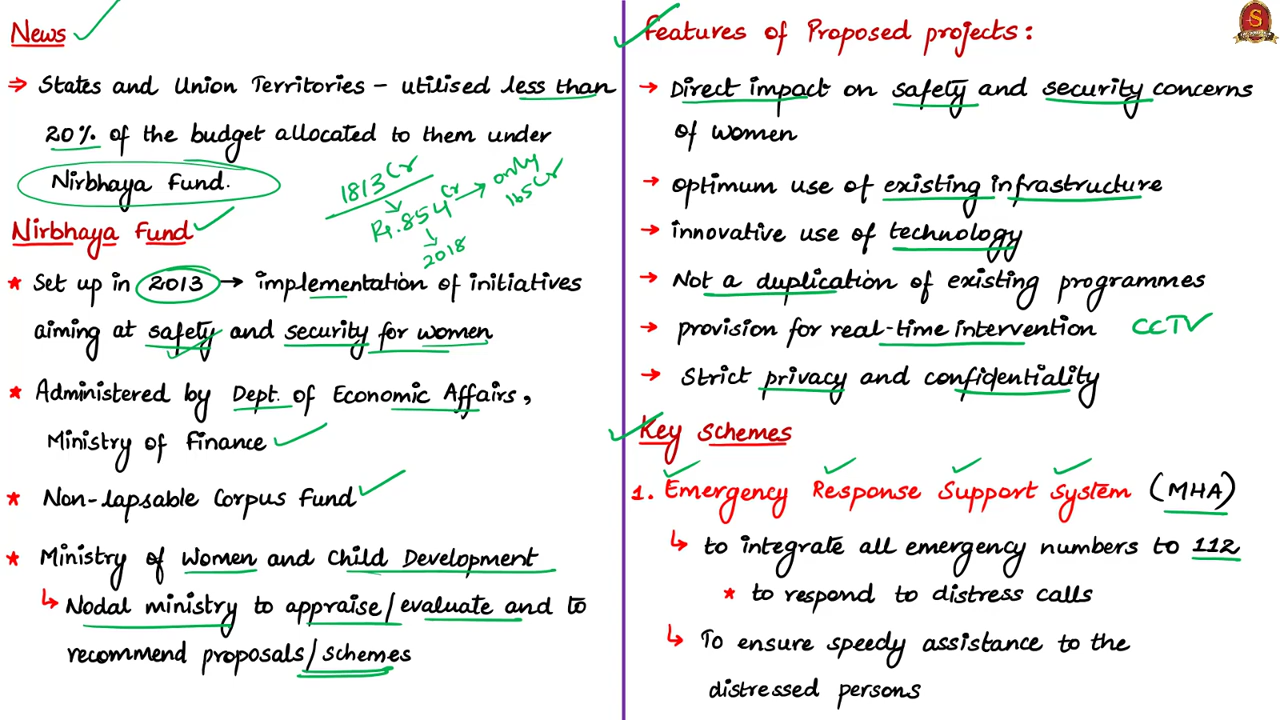 News
⇒ States and Union Territories – utilised less than
20% of the budget allocated to them under
Nirbhaya Fund.
1813 Cr
Rs.854 Cr → only
165 Cr
2018
Nirbhaya Fund
* Set up in 2013 → implementation of initiatives
aiming at safety and security for women
* Administered by Dept. of Economic Affairs,
Ministry of Finance
* Non-lapsable Corpus Fund
* Ministry of Women and Child Development
↳ Nodal ministry to appraise/evaluate and to
recommend proposals/schemes
Features of Proposed projects:
→ Direct impact on safety and security concerns
of women
→ optimum use of existing infrastructure
→ innovative use of technology
→ Not a duplication of existing programmes
→ provision for real-time intervention CCTV
→ Strict privacy and confidentiality
Key Schemes
1. Emergency Response Support System (MHA)
↳ to integrate all emergency numbers to 112
* to respond to distress calls
↳ To ensure speedy assistance to the
distressed persons